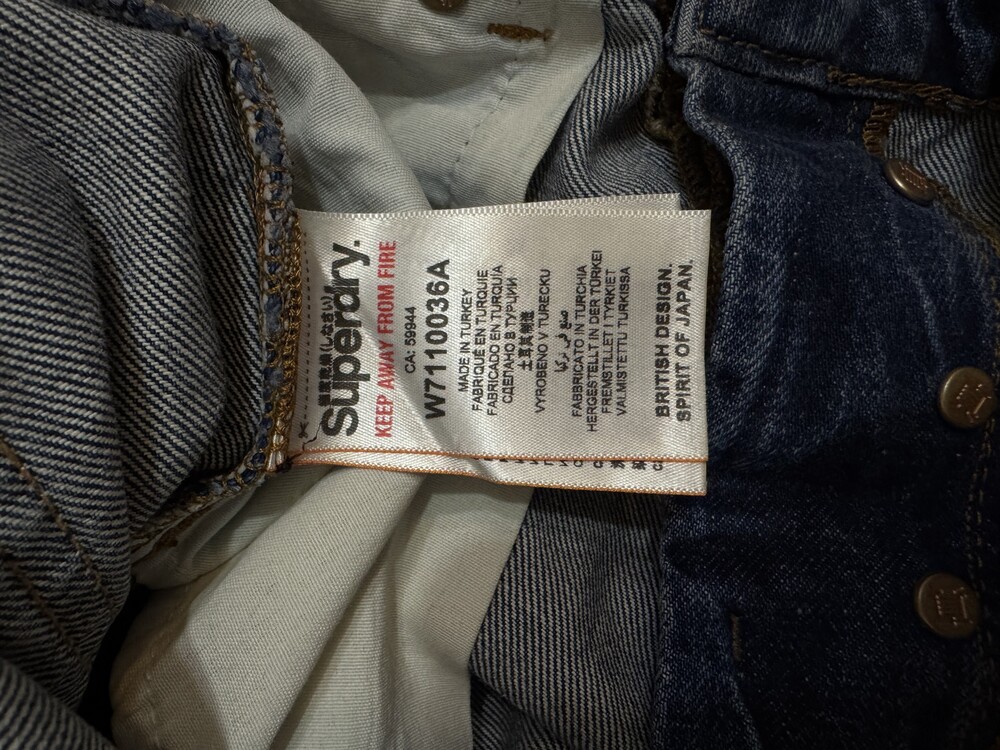 Superdry.
KEEP AWAY FROM FIRE
CA: 59944
W7110036A
MADE IN TURKEY
FABRIQUÉ EN TURQUIE
FABRICADO EN TURQUÍA
СДЕЛАНО В ТУРЦИИ
土耳其制造
VYROBENO V TURECKU
صنع في تركيا
FABBRICATO IN TURCHIA
HERGESTELLT IN DER TÜRKEI
FREMSTILLET I TYRKIET
VALMISTETTU TURKISSA
BRITISH DESIGN.
SPIRIT OF JAPAN.